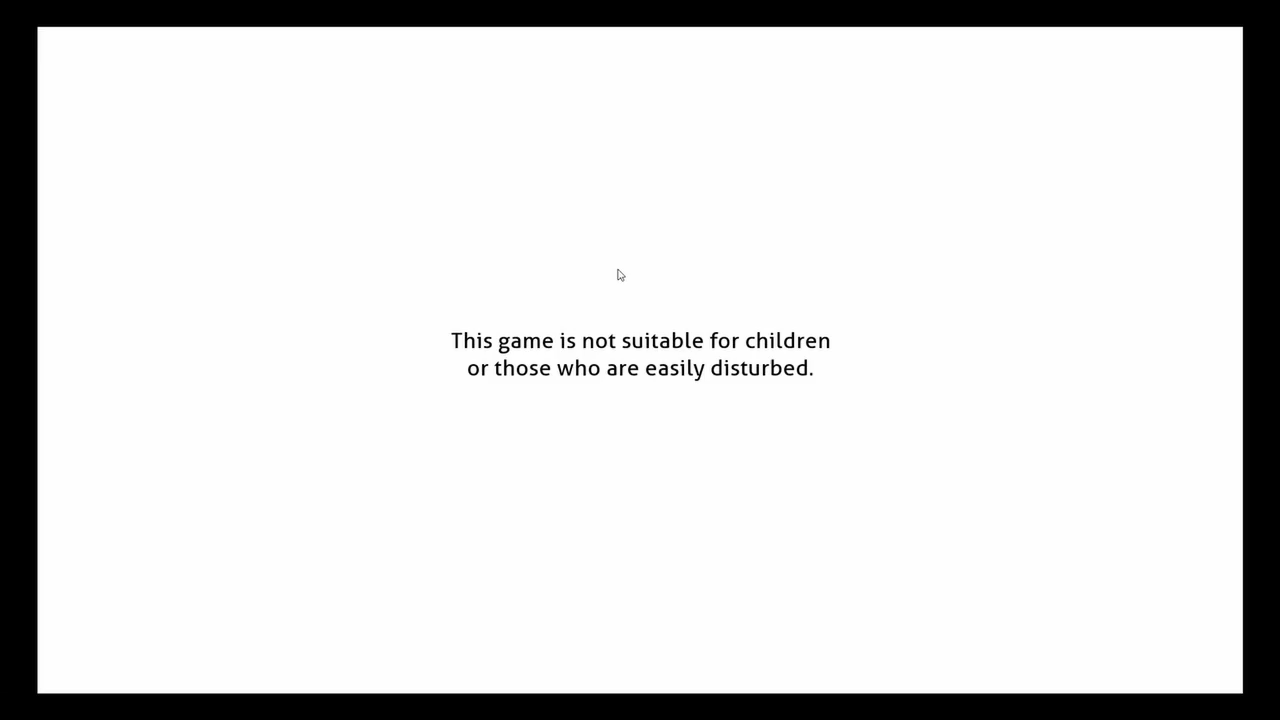 This game is not suitable for children
or those who are easily disturbed.